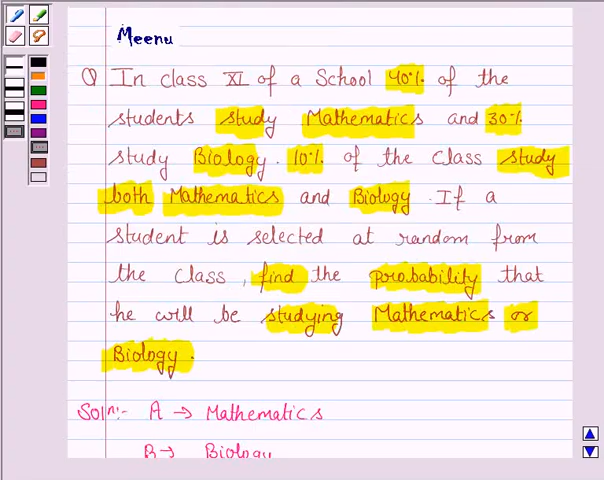 Meenu
Q In class XI of a School 40% of the
students study Mathematics and 30%
study Biology. 10% of the class study
both Mathematics and Biology. If a
student is selected at random from
the class, find the probability that
he will be studying Mathematics or
Biology.
Soln:- A → Mathematics
B → Biology